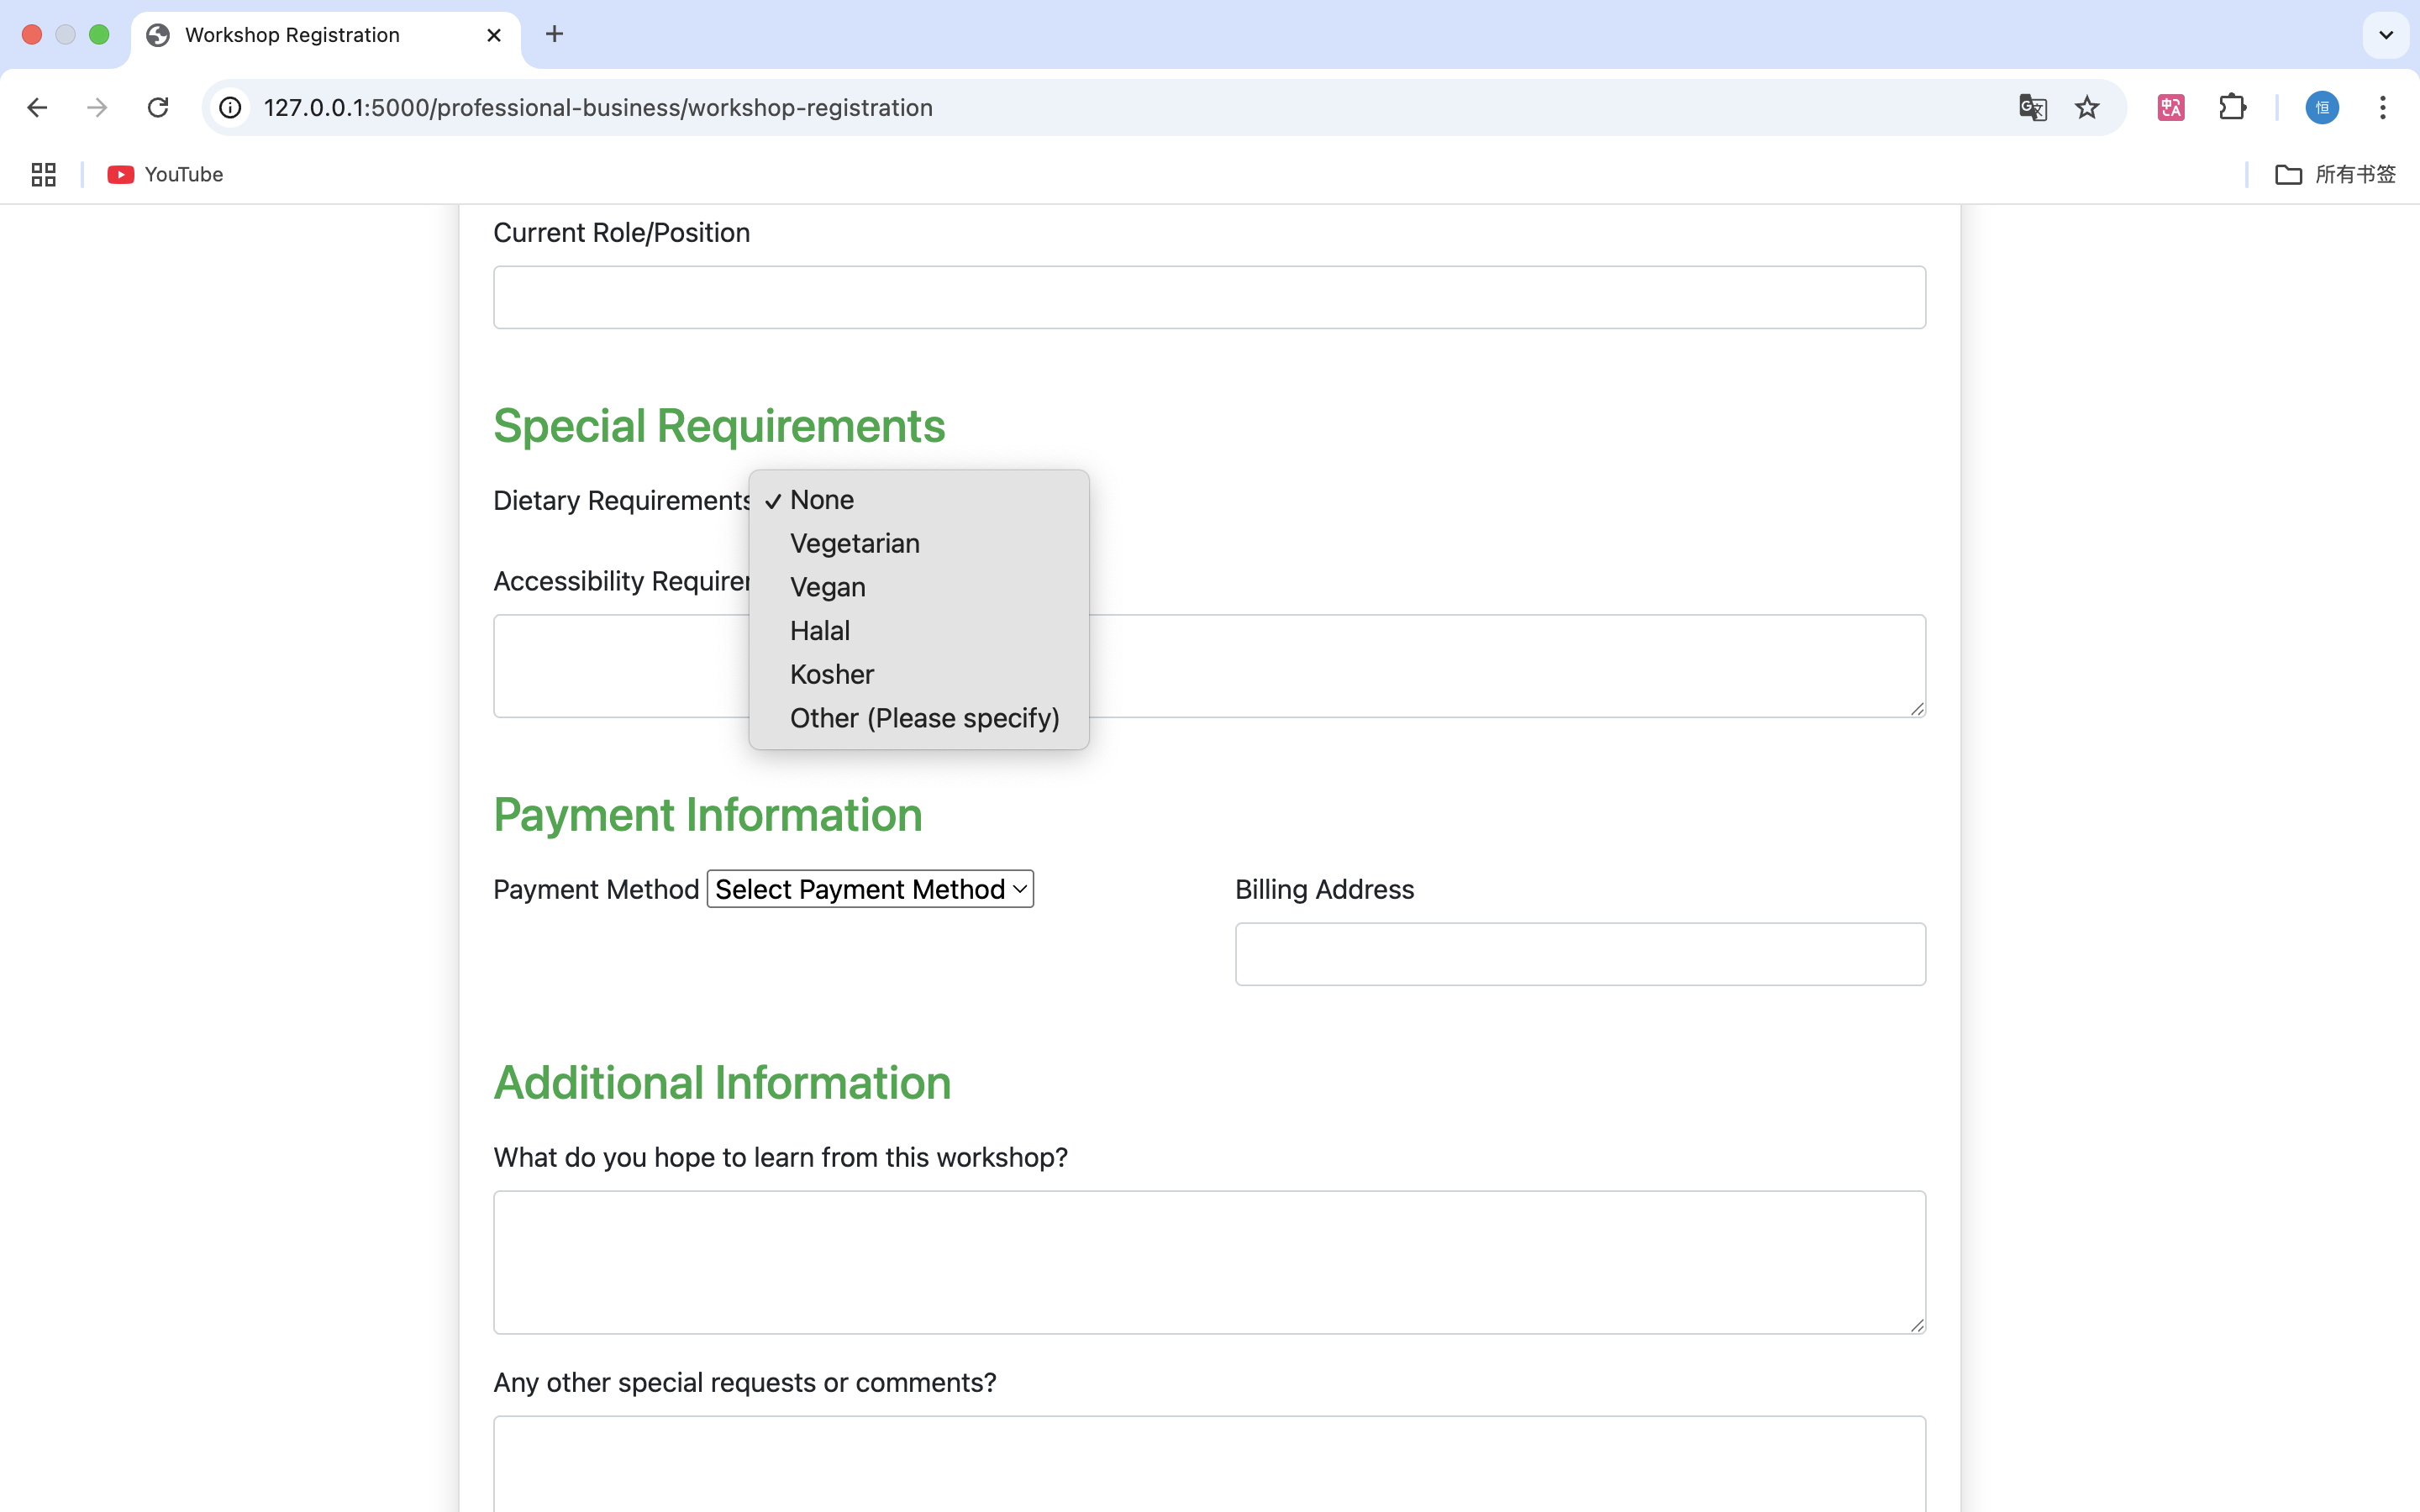 Workshop Registration
127.0.0.1:5000/professional-business/workshop-registration
恒
YouTube
所有书签
Current Role/Position
Special Requirements
Dietary Requirements
None
Vegetarian
Vegan
Halal
Kosher
Other (Please specify)
Accessibility Requirem
Payment Information
Payment Method Select Payment Method
Billing Address
Additional Information
What do you hope to learn from this workshop?
Any other special requests or comments?